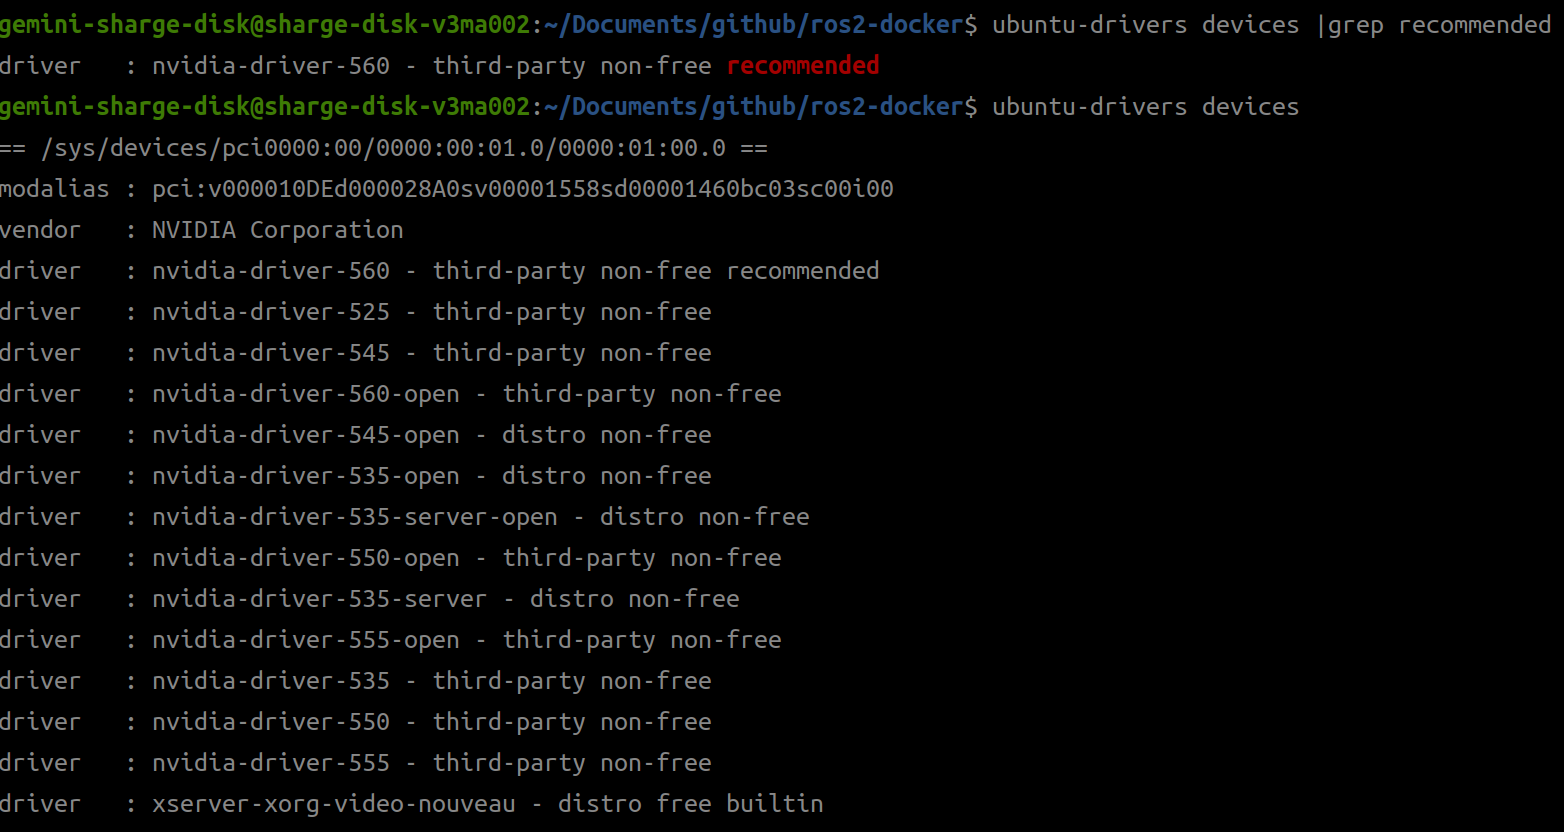 gemini-sharge-disk@sharge-disk-v3ma002:~/Documents/github/ros2-docker$ ubuntu-drivers devices |grep recommended
driver   : nvidia-driver-560 - third-party non-free recommended
gemini-sharge-disk@sharge-disk-v3ma002:~/Documents/github/ros2-docker$ ubuntu-drivers devices
== /sys/devices/pci0000:00/0000:00:01.0/0000:01:00.0 ==
modalias : pci:v000010DEd000028A0sv00001558sd00001460bc03sc00i00
vendor   : NVIDIA Corporation
driver   : nvidia-driver-560 - third-party non-free recommended
driver   : nvidia-driver-525 - third-party non-free
driver   : nvidia-driver-545 - third-party non-free
driver   : nvidia-driver-560-open - third-party non-free
driver   : nvidia-driver-545-open - distro non-free
driver   : nvidia-driver-535-open - distro non-free
driver   : nvidia-driver-535-server-open - distro non-free
driver   : nvidia-driver-550-open - third-party non-free
driver   : nvidia-driver-535-server - distro non-free
driver   : nvidia-driver-555-open - third-party non-free
driver   : nvidia-driver-535 - third-party non-free
driver   : nvidia-driver-550 - third-party non-free
driver   : nvidia-driver-555 - third-party non-free
driver   : xserver-xorg-video-nouveau - distro free builtin